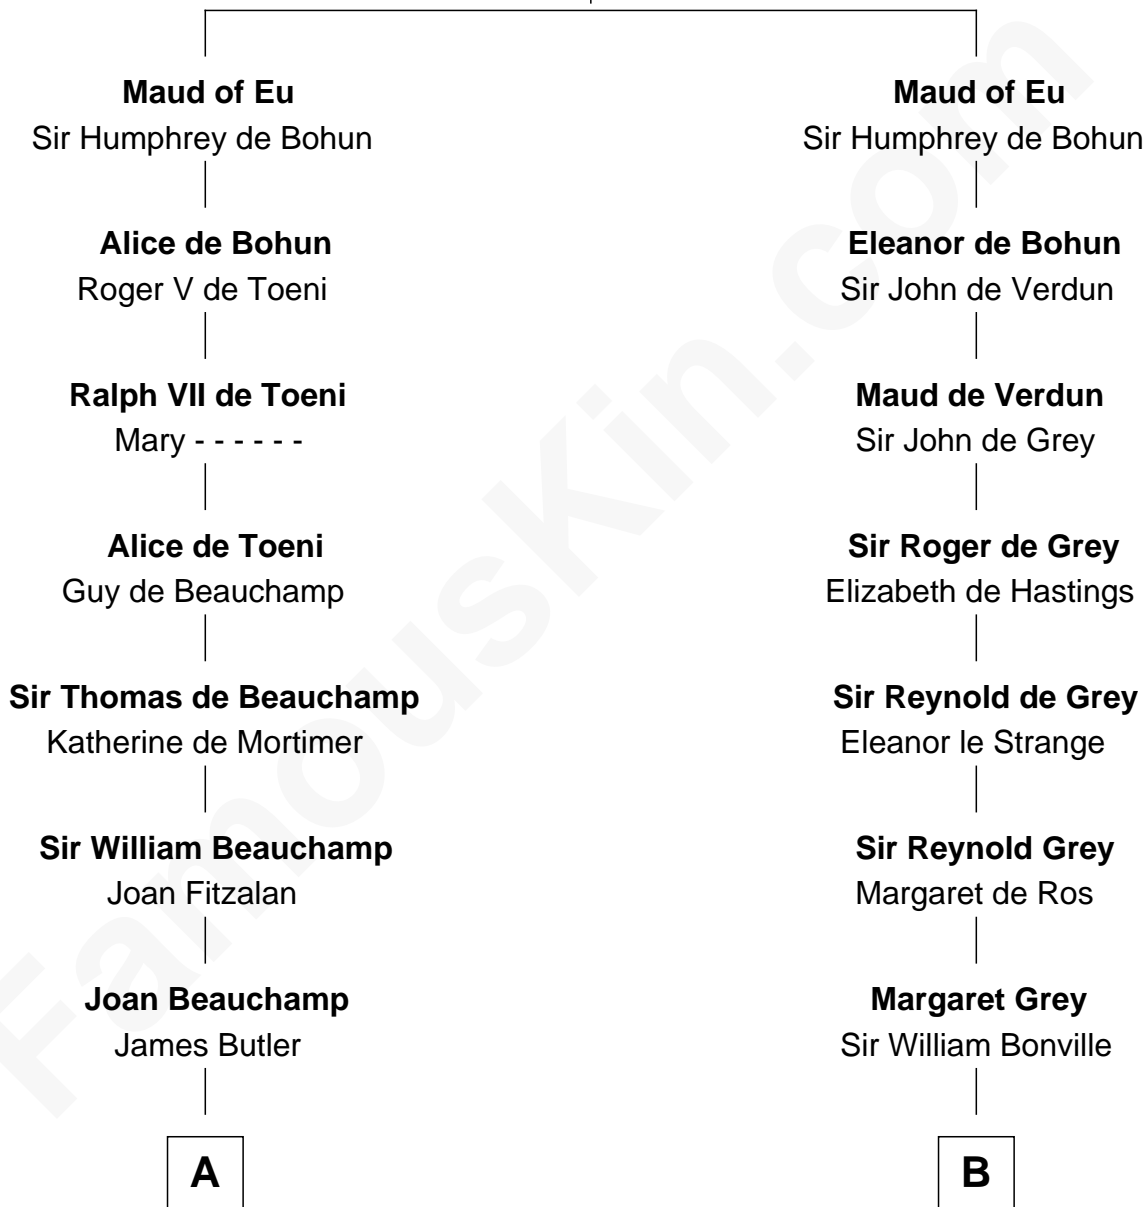 Maud of Eu
Sir Humphrey de Bohun
Alice de Bohun
Roger V de Toeni
Ralph VII de Toeni
Mary - - - - - -
Alice de Toeni
Guy de Beauchamp
Sir Thomas de Beauchamp
Katherine de Mortimer
Sir William Beauchamp
Joan Fitzalan
Joan Beauchamp
James Butler
A
Maud of Eu
Sir Humphrey de Bohun
Eleanor de Bohun
Sir John de Verdun
Maud de Verdun
Sir John de Grey
Sir Roger de Grey
Elizabeth de Hastings
Sir Reynold de Grey
Eleanor le Strange
Sir Reynold Grey
Margaret de Ros
Margaret Grey
Sir William Bonville
B
FamousKin.com